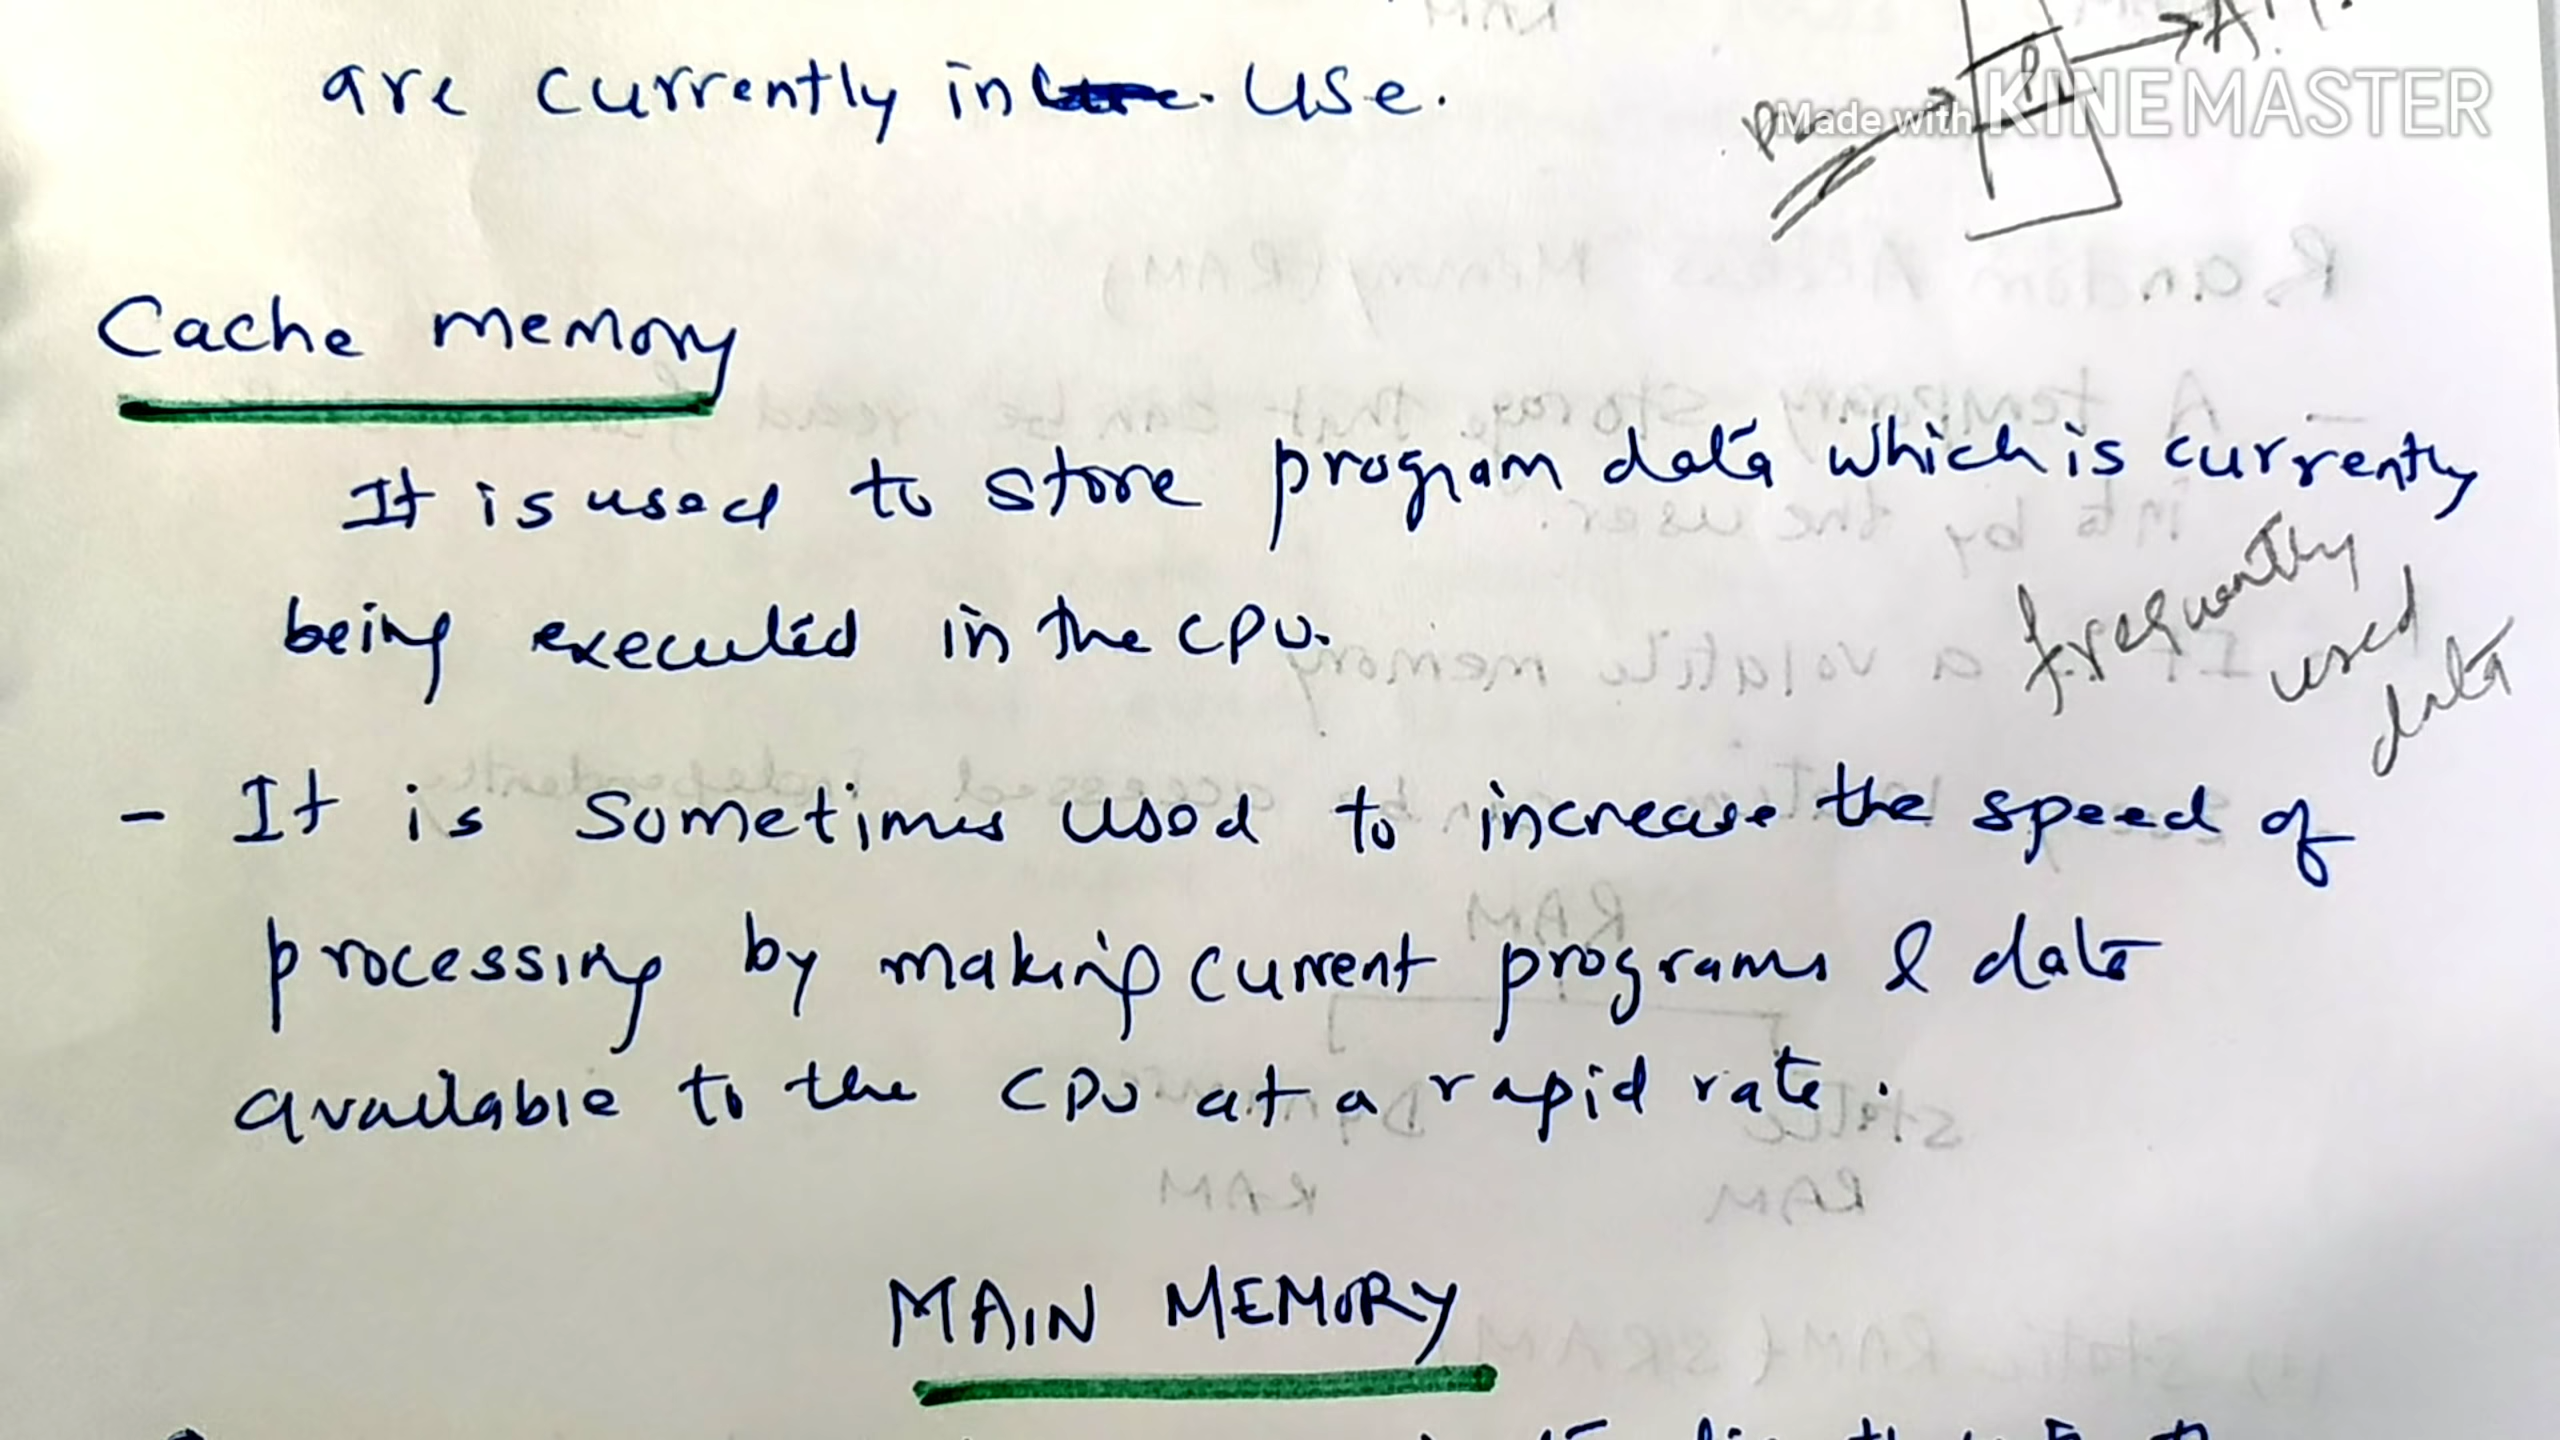 are currently in use.
Made with KINEMASTER
Cache memory
It is used to store program data which is currently
being executed in the CPU.
frequently
used
data
- It is sometimes used to increase the speed of
processing by making current programs & data
available to the CPU at a rapid rate.
MAIN MEMORY